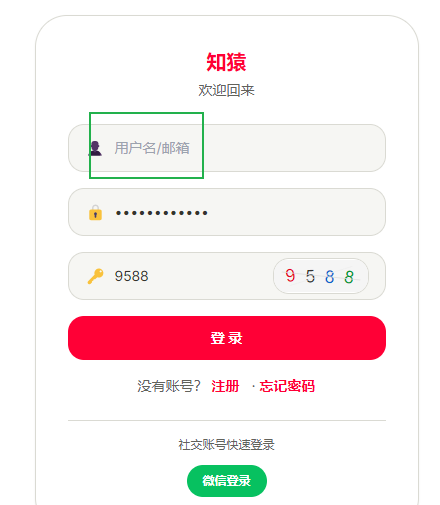 知猿
欢迎回来
用户名/邮箱
••••••••••••
9588
9 5 8 8
登 录
没有账号？ 注册 · 忘记密码
社交账号快速登录
微信登录